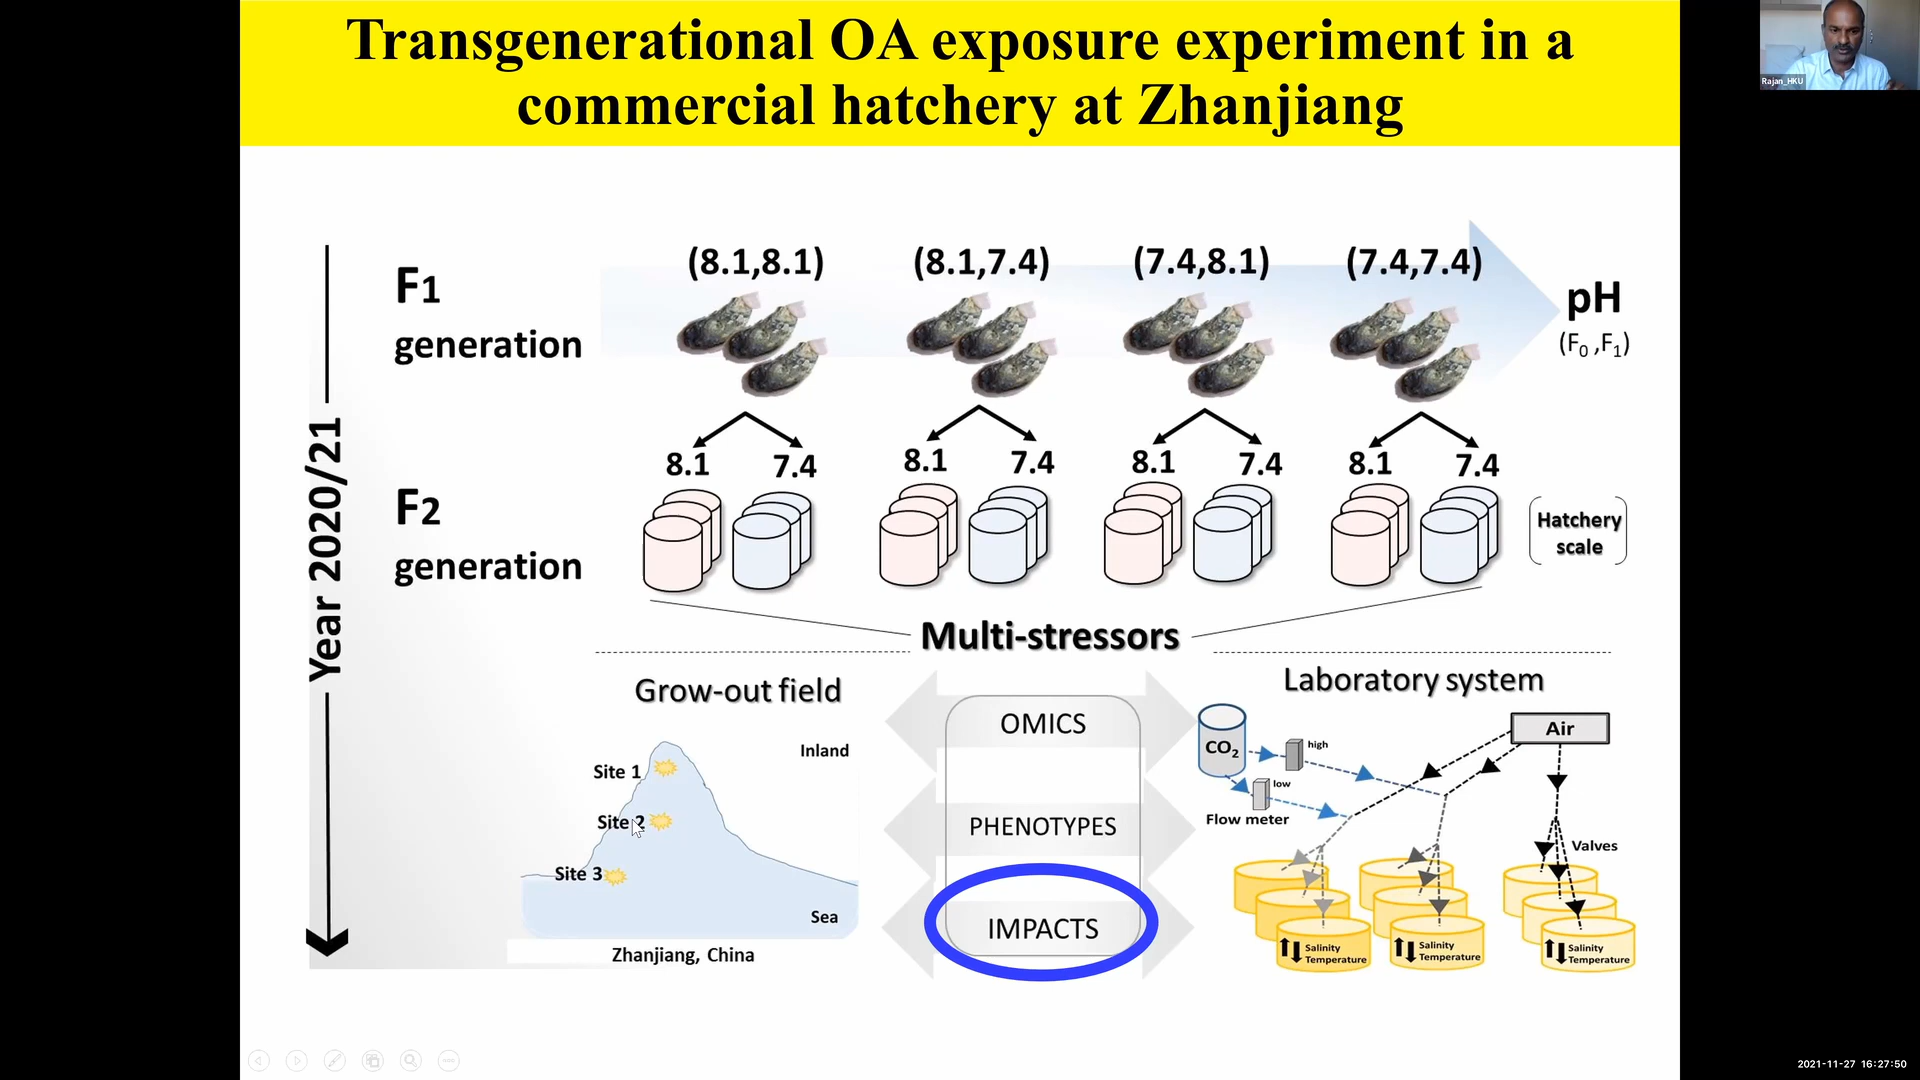 Transgenerational OA exposure experiment in a
commercial hatchery at Zhanjiang
Rajan_HKU
Year 2020/21
F1
generation
(8.1,8.1)
(8.1,7.4)
(7.4,8.1)
(7.4,7.4)
pH
(F0 ,F1)
F2
generation
8.1
7.4
8.1
7.4
8.1
7.4
8.1
7.4
Hatchery
scale
Multi-stressors
Grow-out field
Inland
Site 1
Site 2
Site 3
Sea
Zhanjiang, China
OMICS
PHENOTYPES
IMPACTS
Laboratory system
CO2
high
low
Flow meter
Air
Valves
Salinity
Temperature
Salinity
Temperature
Salinity
Temperature
2021-11-27 16:27:50